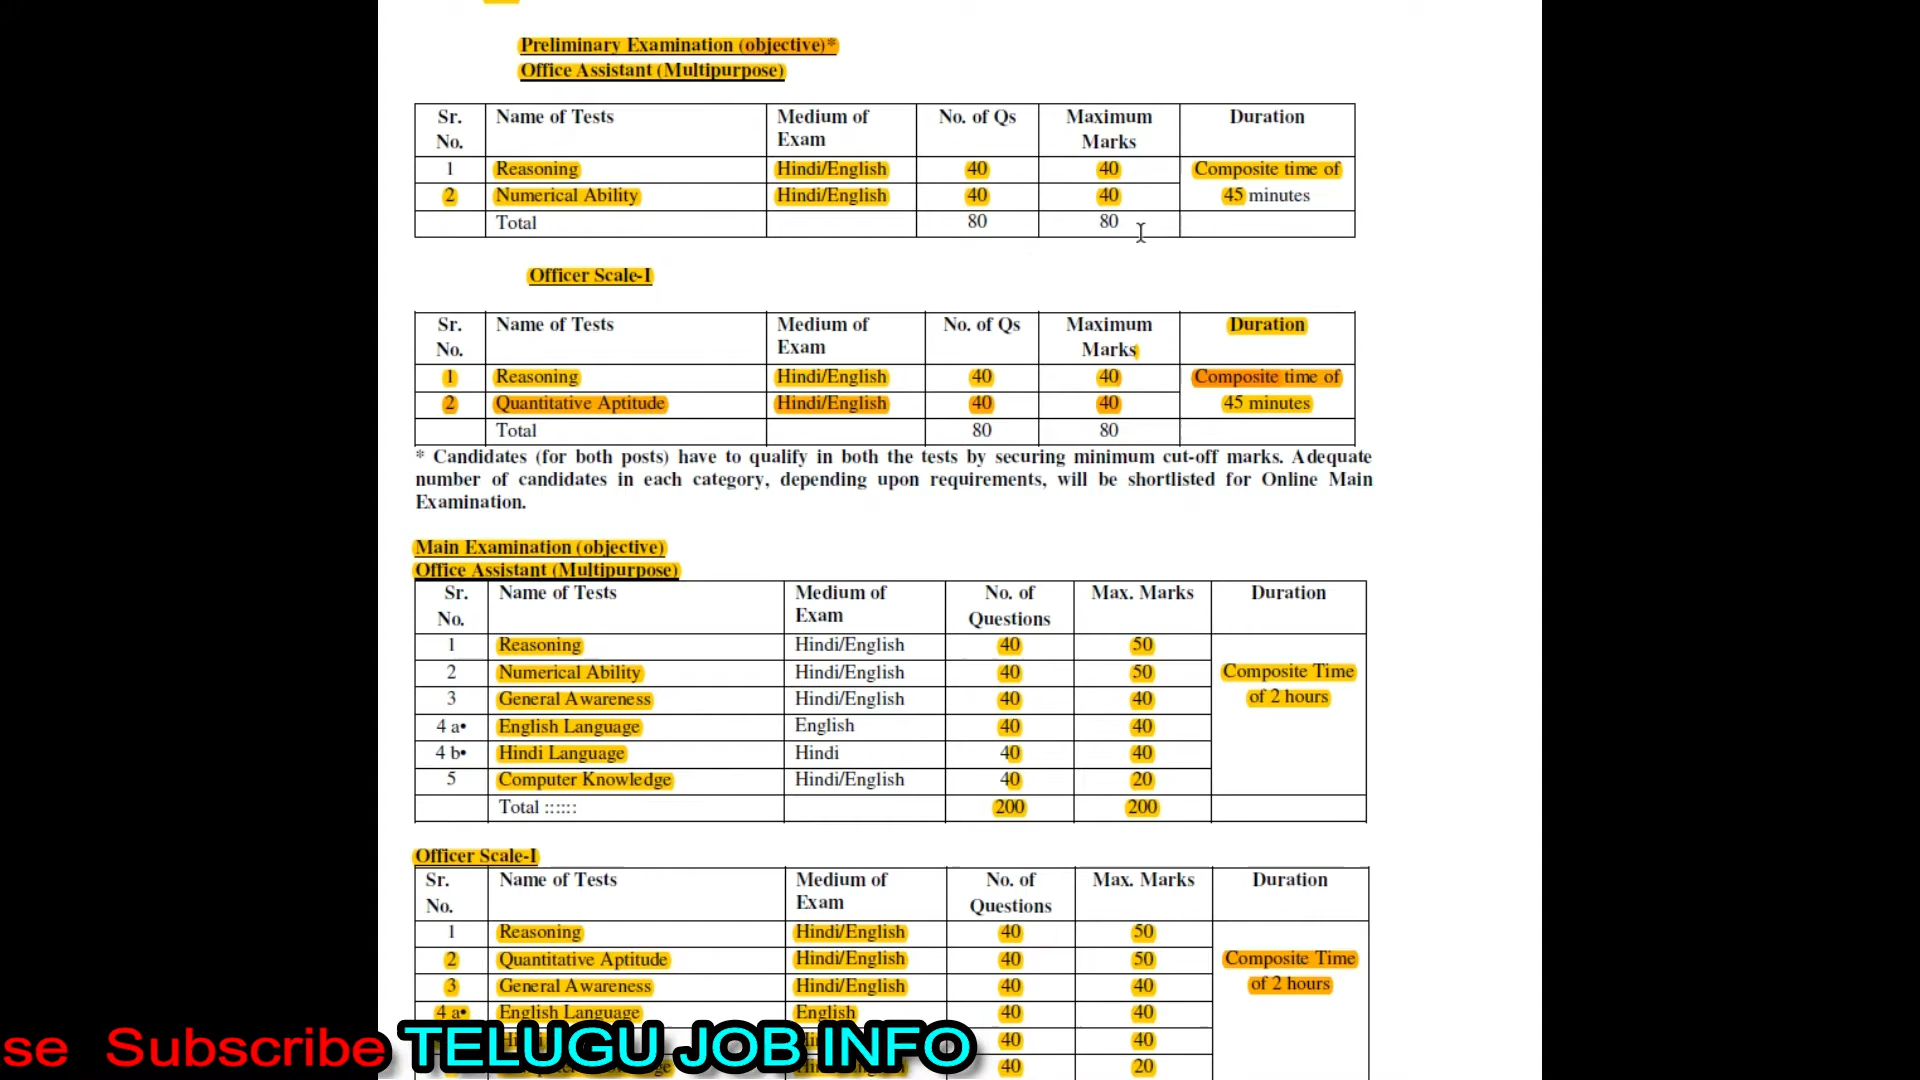 Preliminary Examination (objective)*
Office Assistant (Multipurpose)
Sr. No. Name of Tests Medium of Exam No. of Qs Maximum Marks Duration
1 Reasoning Hindi/English 40 40 Composite time of
2 Numerical Ability Hindi/English 40 40 45 minutes
Total 80 80
Officer Scale-I
Sr. No. Name of Tests Medium of Exam No. of Qs Maximum Marks Duration
1 Reasoning Hindi/English 40 40 Composite time of
2 Quantitative Aptitude Hindi/English 40 40 45 minutes
Total 80 80
* Candidates (for both posts) have to qualify in both the tests by securing minimum cut-off marks. Adequate
number of candidates in each category, depending upon requirements, will be shortlisted for Online Main
Examination.
Main Examination (objective)
Office Assistant (Multipurpose)
Sr. No. Name of Tests Medium of Exam No. of Questions Max. Marks Duration
1 Reasoning Hindi/English 40 50
2 Numerical Ability Hindi/English 40 50 Composite Time
3 General Awareness Hindi/English 40 40 of 2 hours
4 a• English Language English 40 40
4 b• Hindi Language Hindi 40 40
5 Computer Knowledge Hindi/English 40 20
Total :::::: 200 200
Officer Scale-I
Sr. No. Name of Tests Medium of Exam No. of Questions Max. Marks Duration
1 Reasoning Hindi/English 40 50
2 Quantitative Aptitude Hindi/English 40 50 Composite Time
3 General Awareness Hindi/English 40 40 of 2 hours
4 a• English Language English 40 40
40 40
40 20
se Subscribe TELUGU JOB INFO